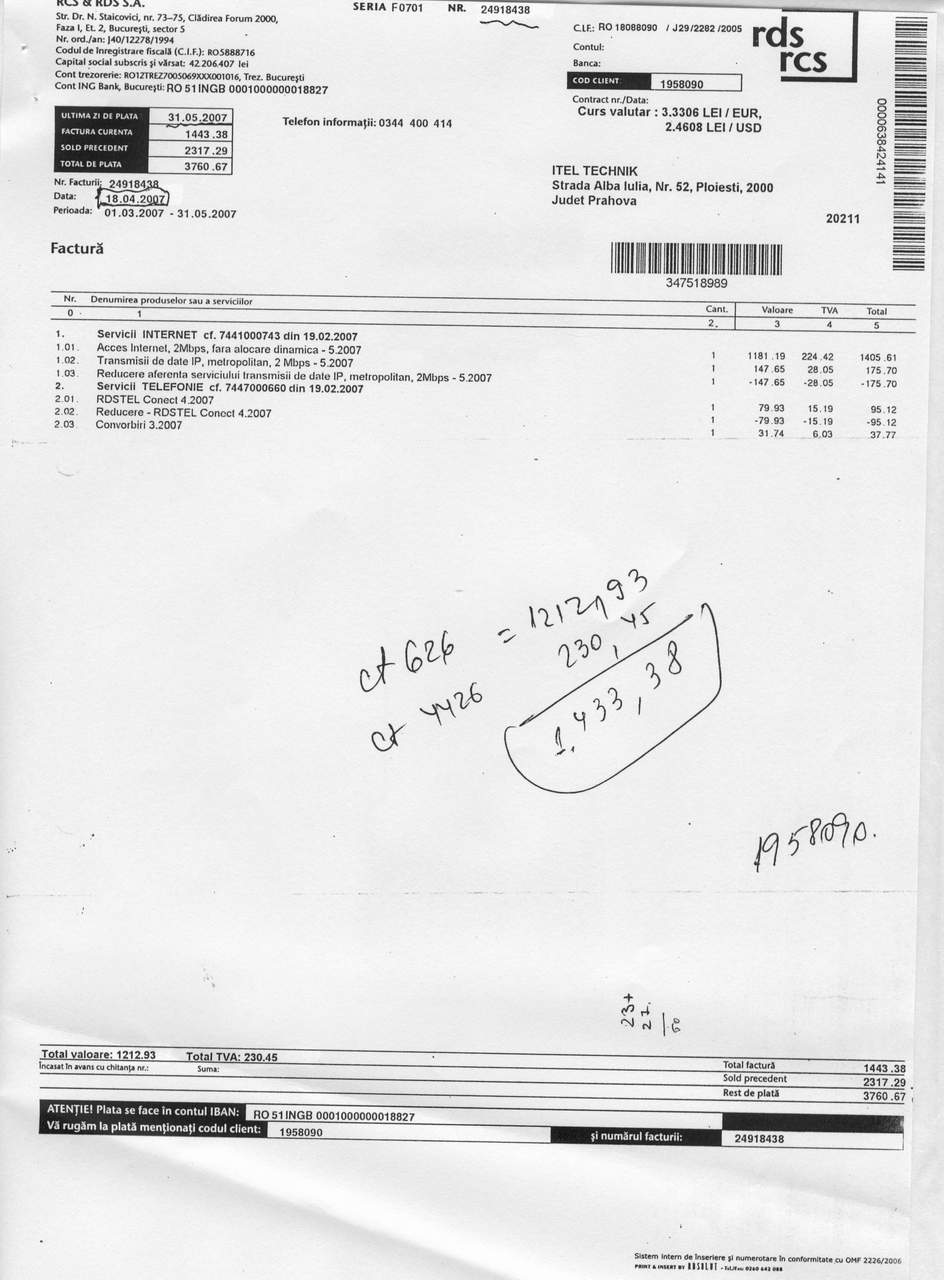 RCS & RDS S.A.
Str. Dr. N. Staicovici, nr. 73–75, Clădirea Forum 2000,
Faza I, Et. 2, Bucureşti, sector 5
Nr. ord./an: J40/12278/1994
Codul de înregistrare fiscală (C.I.F.): RO5888716
Capital social subscris şi vărsat: 42.206.407 lei
Cont trezorerie: RO12TREZ7005069XXX001016, Trez. Bucureşti
Cont ING Bank, Bucureşti: RO 51 INGB 0001000000018827
SERIA F0701 NR. 24918438
C.I.F.: RO 18088090 / J29/2282 /2005
Contul:
Banca:
COD CLIENT: 1958090
Contract nr./Data:
Curs valutar : 3.3306 LEI / EUR,
2.4608 LEI / USD
rds
rcs
0000638424141
ULTIMA ZI DE PLATA 31.05.2007
FACTURA CURENTA 1443.38
SOLD PRECEDENT 2317.29
TOTAL DE PLATA 3760.67
Telefon informaţii: 0344 400 414
Nr. Facturii: 24918438
Data: 18.04.2007
Perioada: 01.03.2007 - 31.05.2007
ITEL TECHNIK
Strada Alba Iulia, Nr. 52, Ploiesti, 2000
Judet Prahova
20211
Factură
347518989
Nr. Denumirea produselor sau a serviciilor Cant. Valoare TVA Total
0 1 2. 3 4 5
1. Servicii INTERNET cf. 7441000743 din 19.02.2007
1.01. Acces Internet, 2Mbps, fara alocare dinamica - 5.2007 1 1181.19 224.42 1405.61
1.02. Transmisii de date IP, metropolitan, 2 Mbps - 5.2007 1 147.65 28.05 175.70
1.03. Reducere aferenta serviciului transmisii de date IP, metropolitan, 2Mbps - 5.2007 1 -147.65 -28.05 -175.70
2. Servicii TELEFONIE cf. 7447000660 din 19.02.2007
2.01. RDSTEL Conect 4.2007 1 79.93 15.19 95.12
2.02. Reducere - RDSTEL Conect 4.2007 1 -79.93 -15.19 -95.12
2.03. Convorbiri 3.2007 1 31.74 6.03 37.77
ct 626 = 1212,93
ct 4426 230,45
1.433,38
1958090.
23+
21.
Total valoare: 1212.93 Total TVA: 230.45
Încasat în avans cu chitanţa nr.: Suma:
Total factură 1443.38
Sold precedent 2317.29
Rest de plată 3760.67
ATENŢIE! Plata se face în contul IBAN: RO 51 INGB 0001000000018827
Vă rugăm la plată menţionaţi codul client: 1958090 şi numărul facturii: 24918438
Sistem intern de înseriere şi numerotare în conformitate cu OMF 2226/2006
PRINT & INSERT BY ABSOLUT - Tel./Fax: 0260 642 088